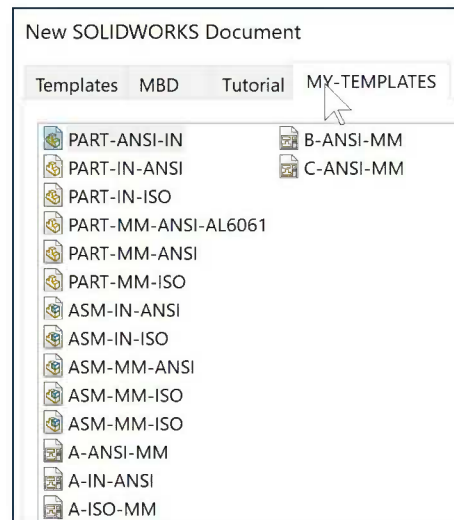 New SOLIDWORKS Document
Templates MBD Tutorial MY-TEMPLATES
PART-ANSI-IN
PART-IN-ANSI
PART-IN-ISO
PART-MM-ANSI-AL6061
PART-MM-ANSI
PART-MM-ISO
ASM-IN-ANSI
ASM-IN-ISO
ASM-MM-ANSI
ASM-MM-ISO
ASM-MM-ISO
A-ANSI-MM
A-IN-ANSI
A-ISO-MM
B-ANSI-MM
C-ANSI-MM